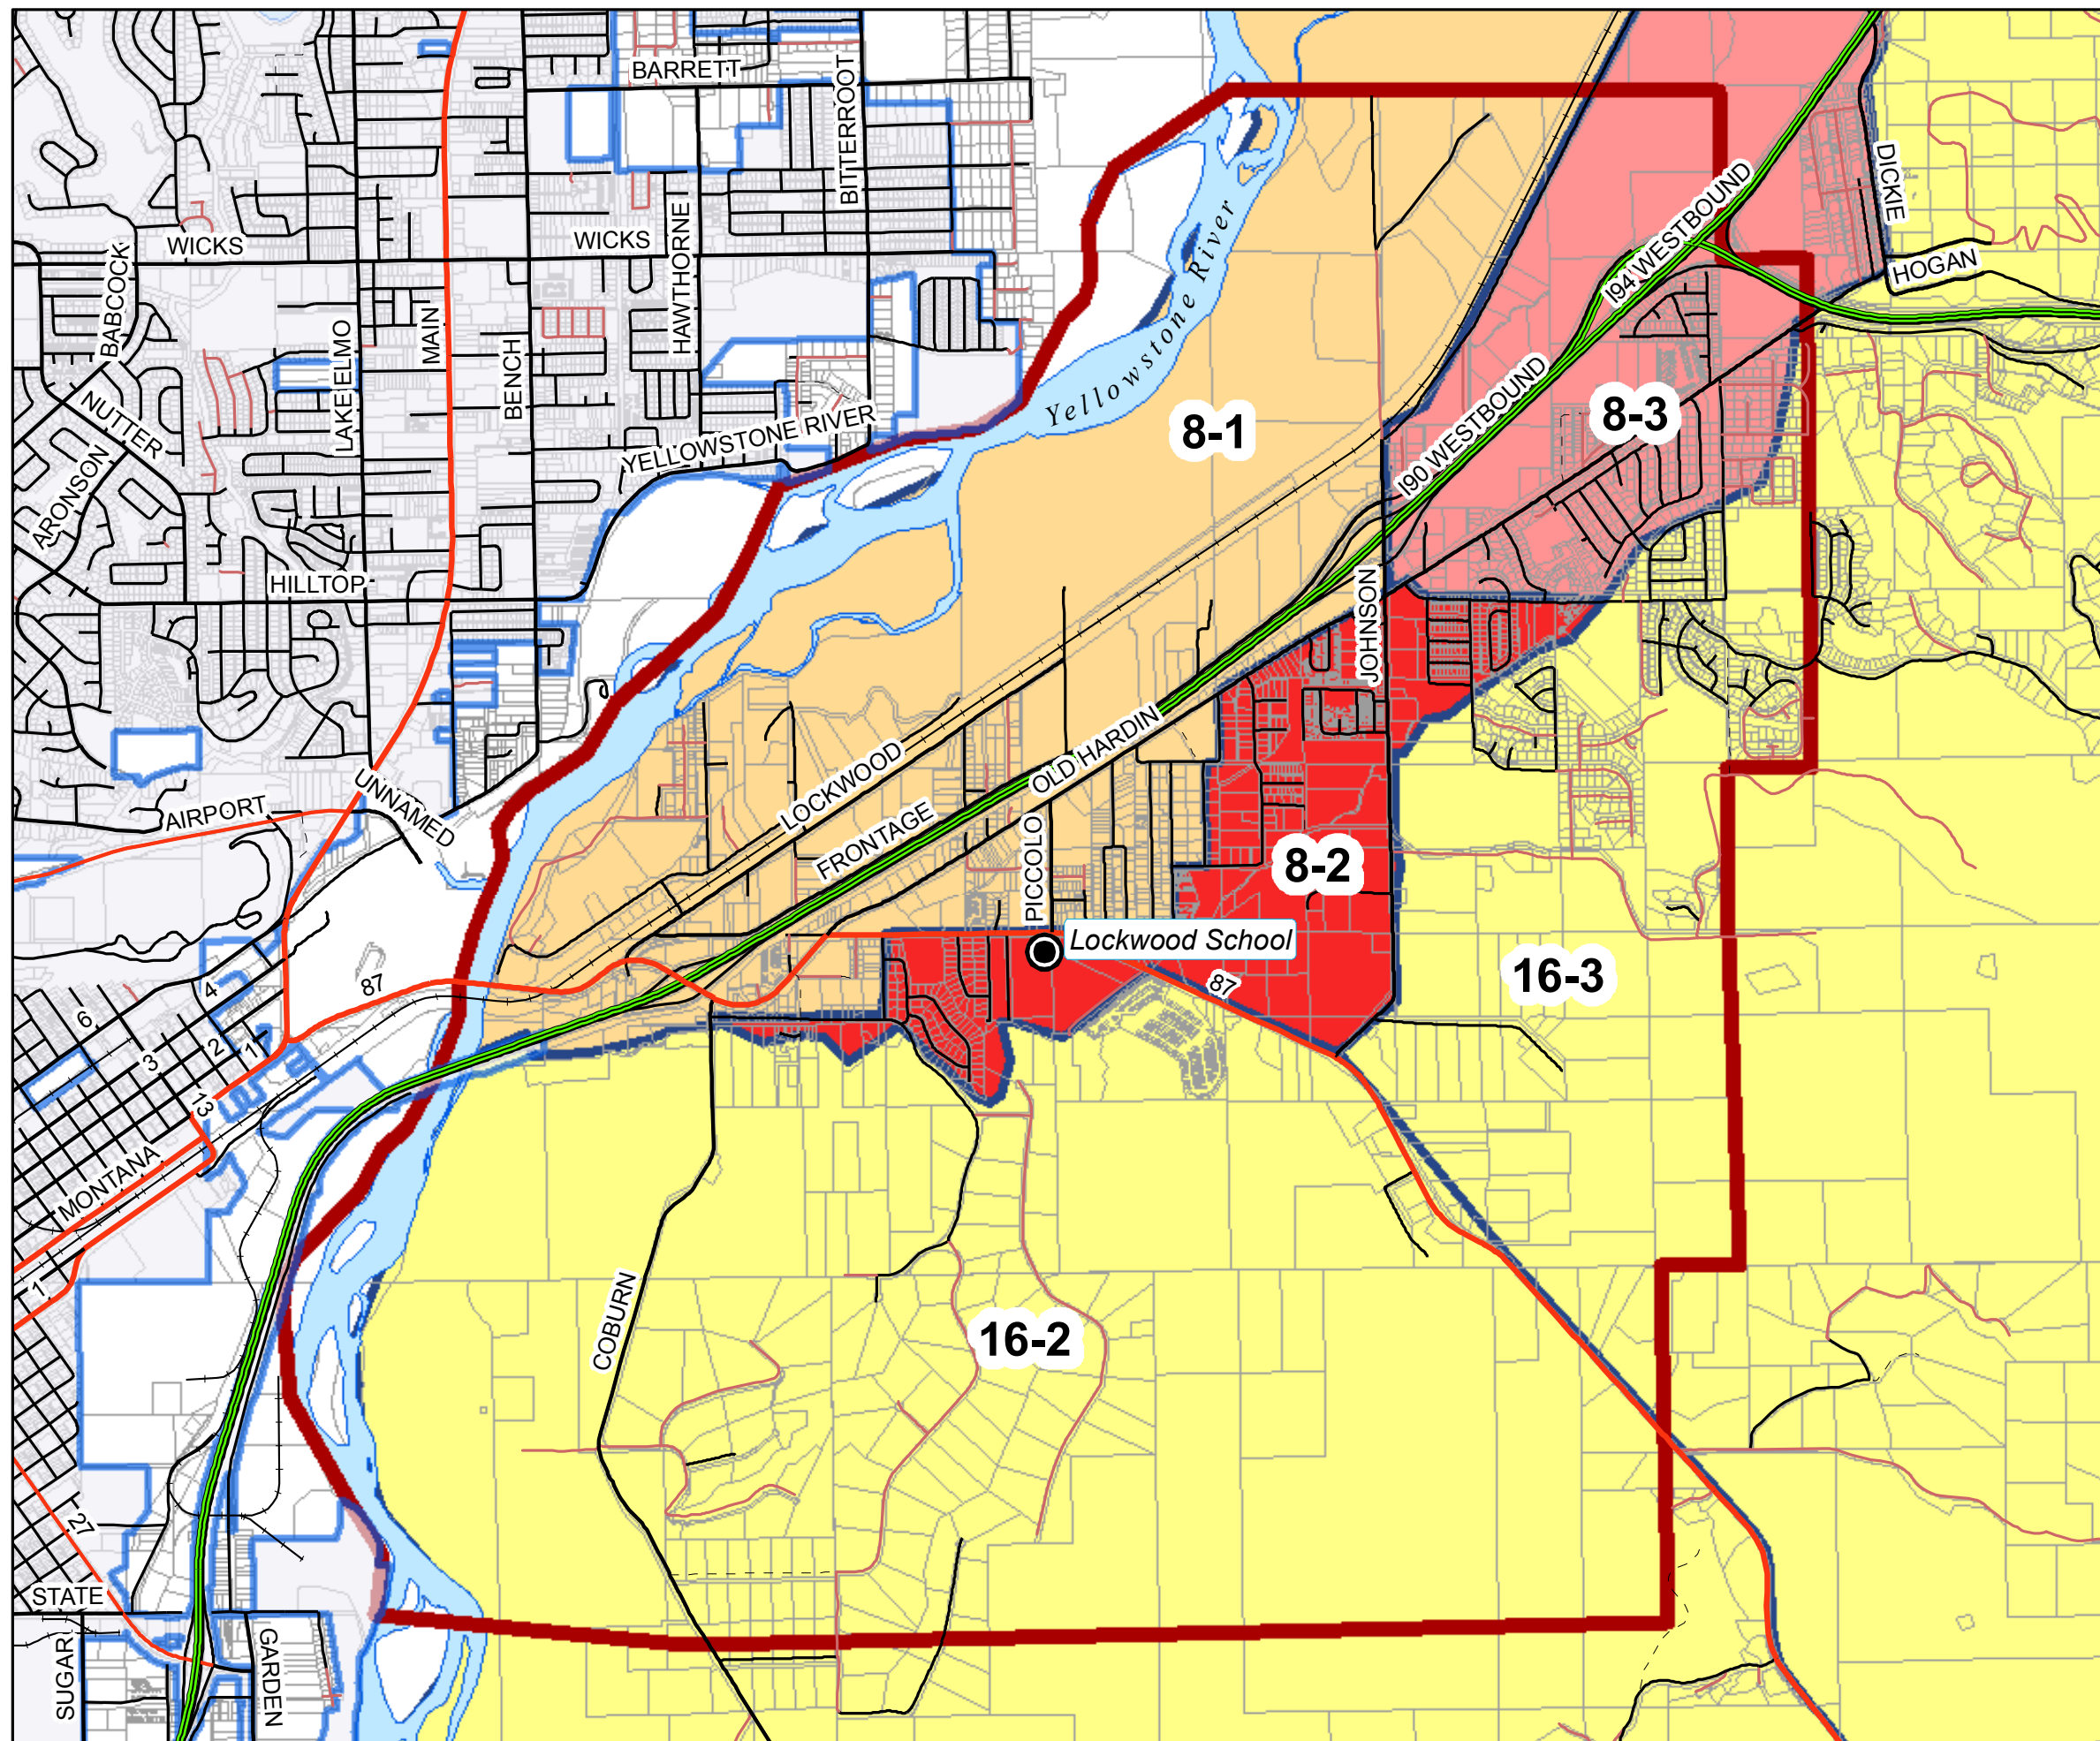 BARRETT
BITTERROOT
DICKIE
WICKS
WICKS
HAWTHORNE
BABCOCK
I94 WESTBOUND
HOGAN
Yellowstone River
LAKE ELMO
MAIN
BENCH
NUTTER
YELLOWSTONE RIVER
8-1
I90 WESTBOUND
8-3
ARONSON
HILLTOP
JOHNSON
UNNAMED
AIRPORT
LOCKWOOD
OLD HARDIN
FRONTAGE
PICCOLO
8-2
Lockwood School
87
87
16-3
4
6
3
2
1
13
MONTANA
1
COBURN
16-2
27
STATE
SUGAR
GARDEN